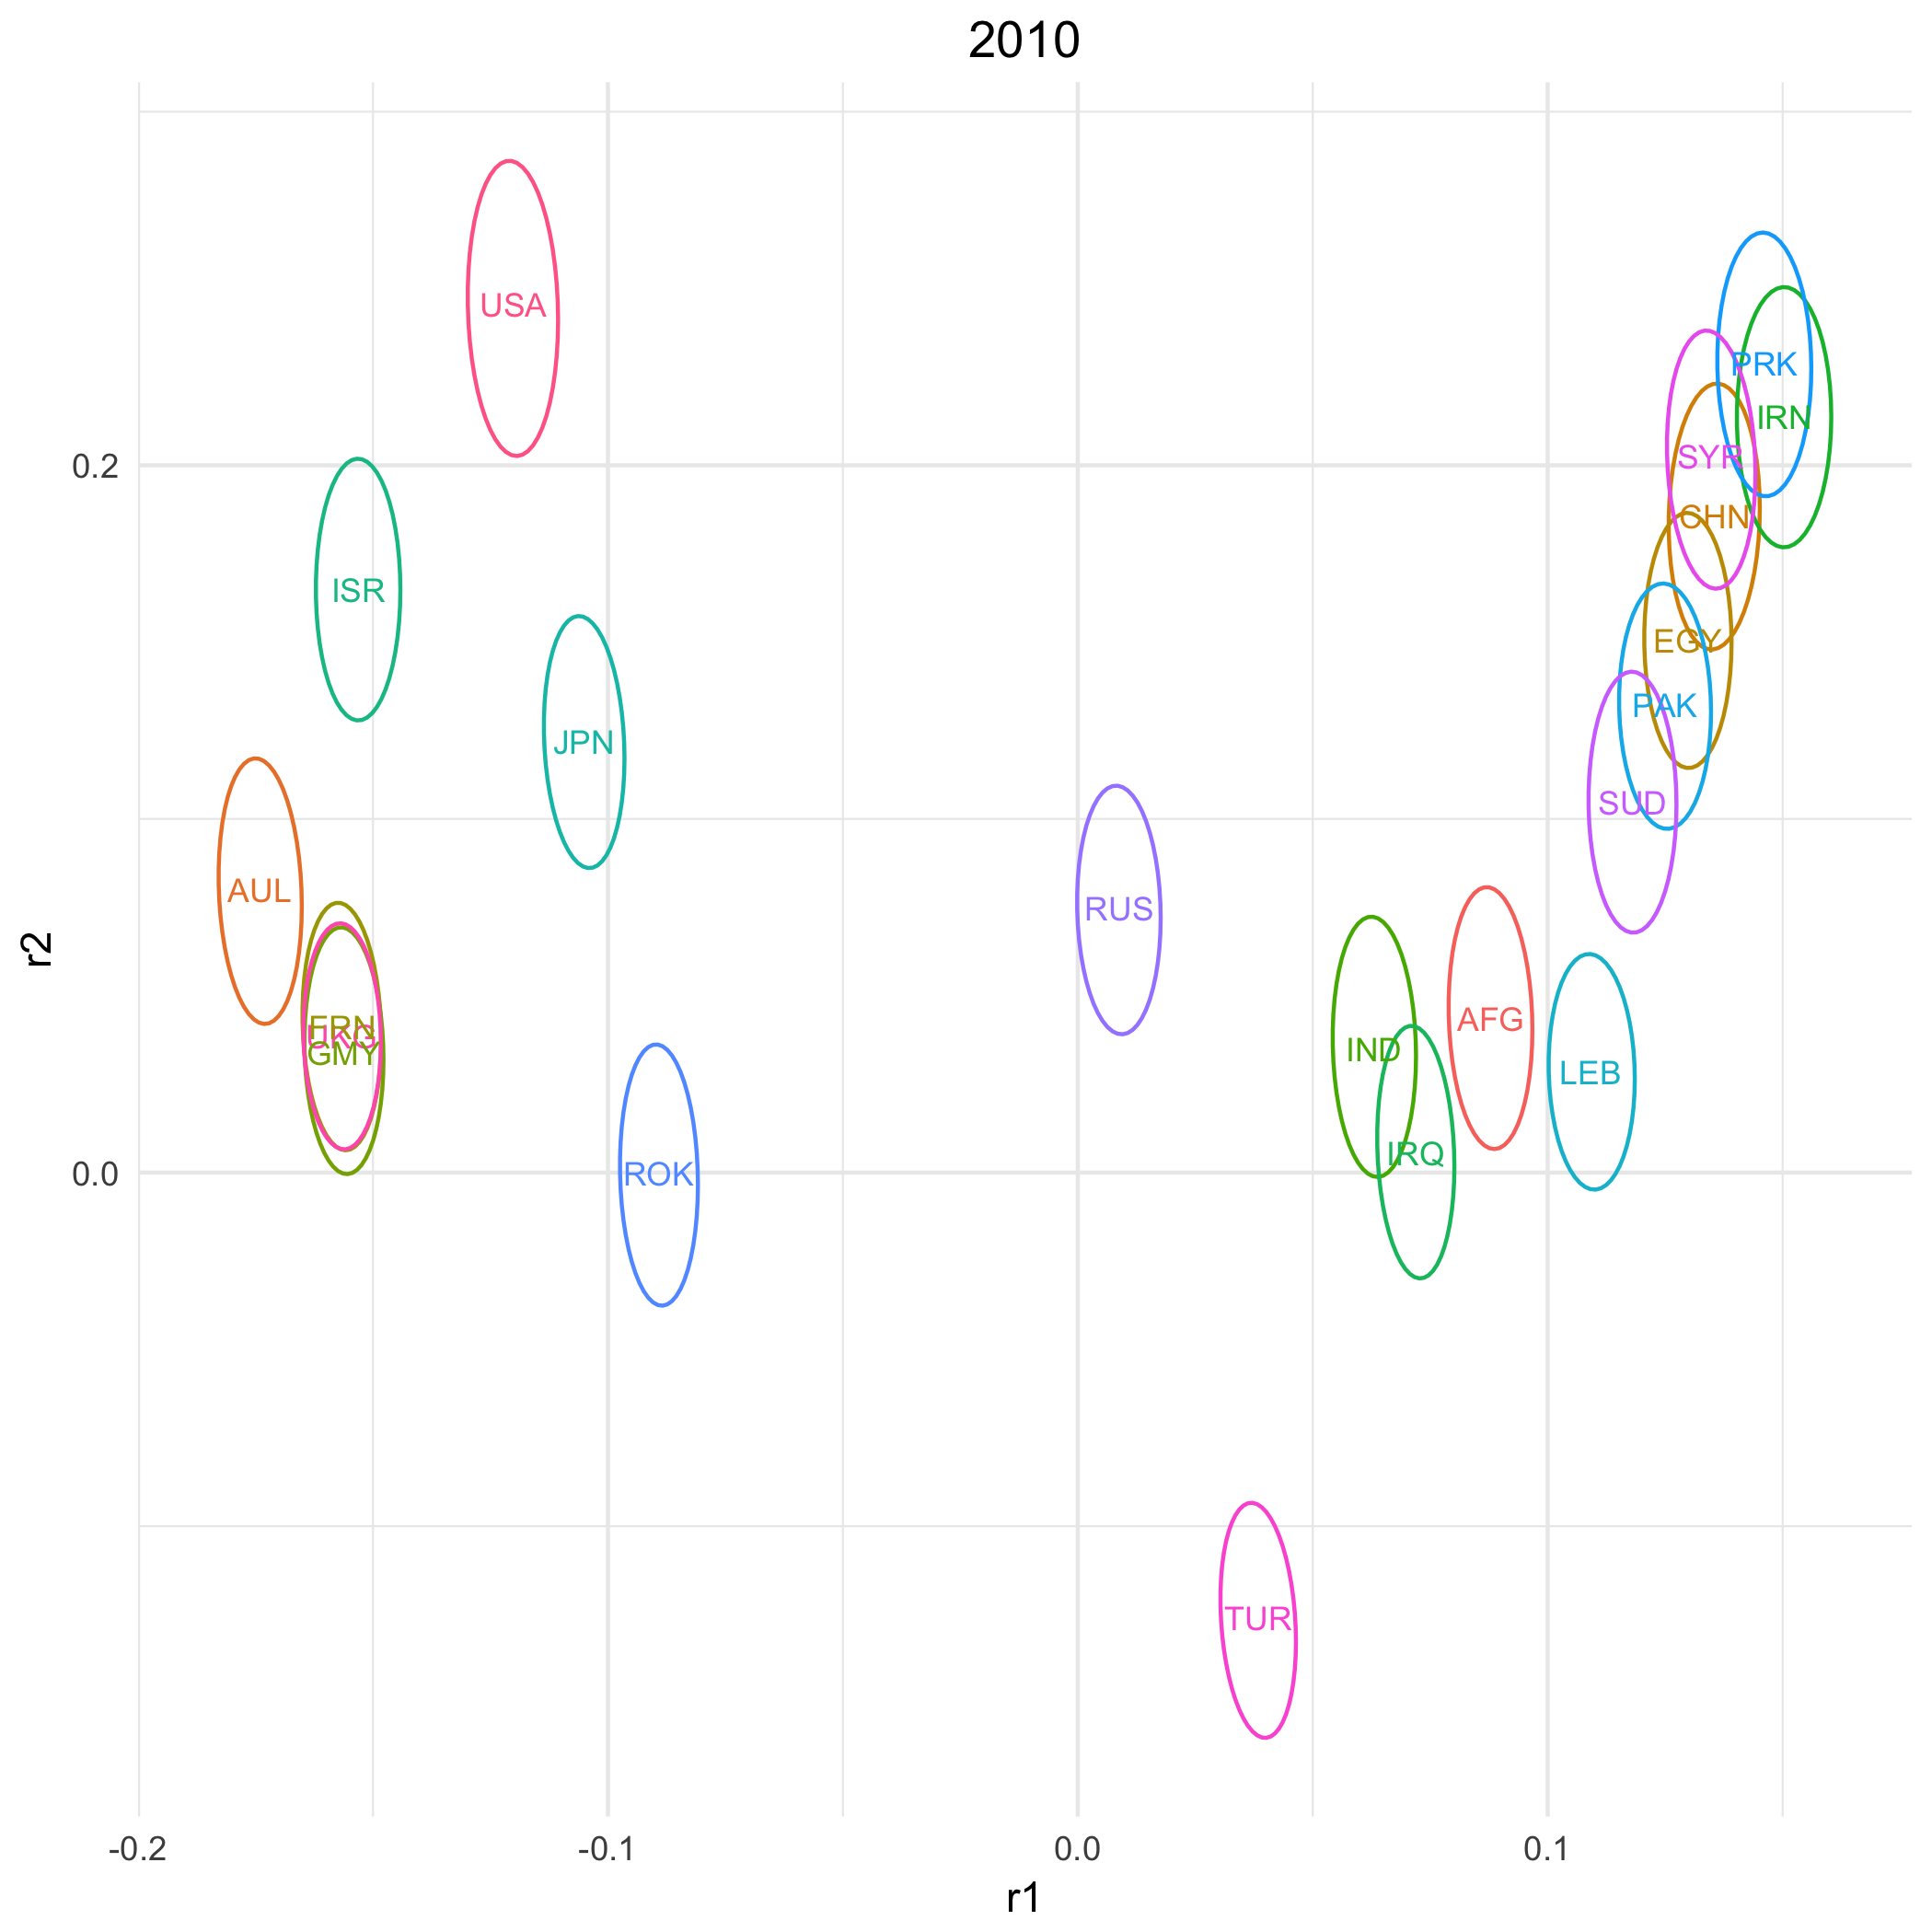 2010
USA
PRK
IRN
0.2
SYR
CHN
ISR
EGY
PAK
JPN
SUD
AUL
RUS
r2
AFG
FRN
UKG
IND
GMY
LEB
IRQ
0.0
ROK
TUR
-0.2
-0.1
0.0
0.1
r1